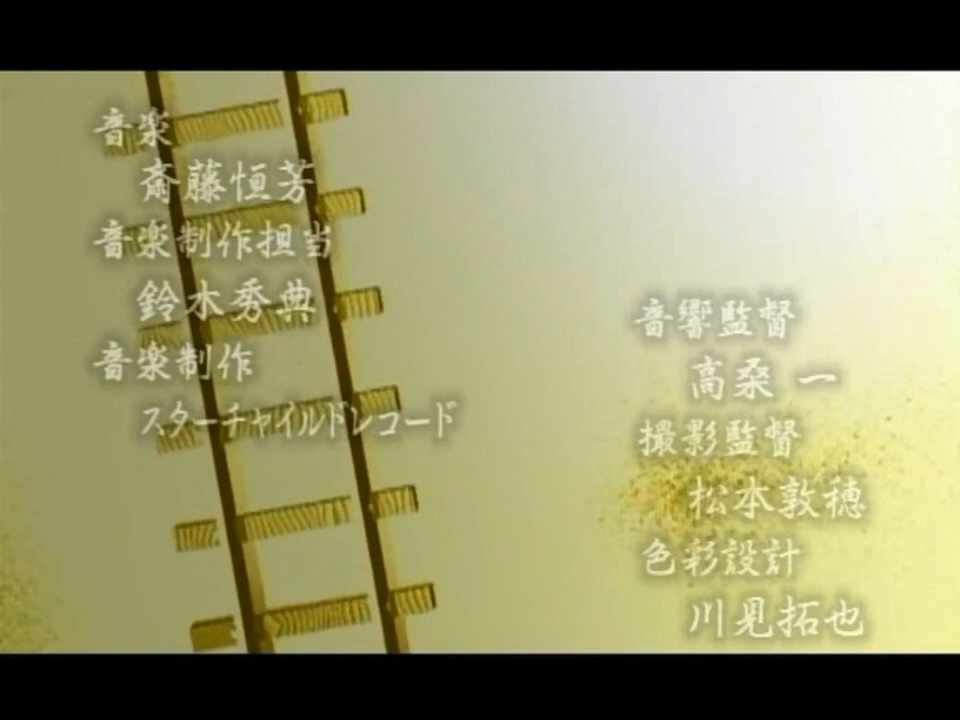 音楽
斎藤恒芳
音楽制作担当
鈴木秀典
音楽制作
スターチャイルドレコード
音響監督
高桑 一
撮影監督
松本敦穂
色彩設計
川見拓也